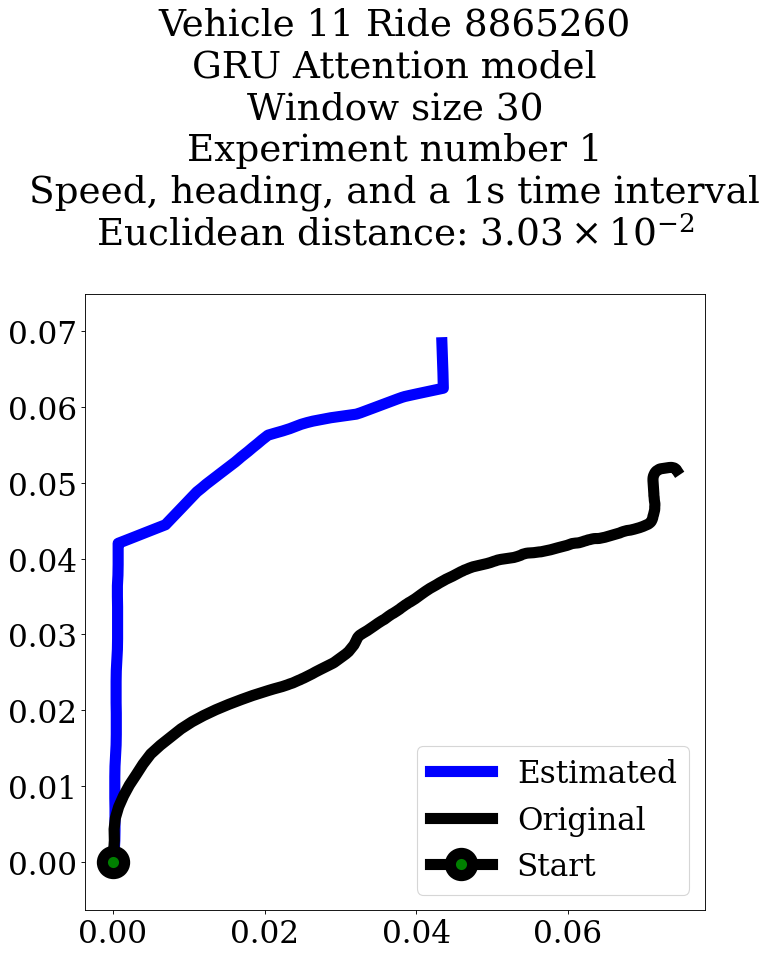 Vehicle 11 Ride 8865260
GRU Attention model
Window size 30
Experiment number 1
Speed, heading, and a 1s time interval
Euclidean distance: 3.03 × 10⁻²
0.07
0.06
0.05
0.04
0.03
0.02
0.01
0.00
Estimated
Original
Start
0.00 0.02 0.04 0.06